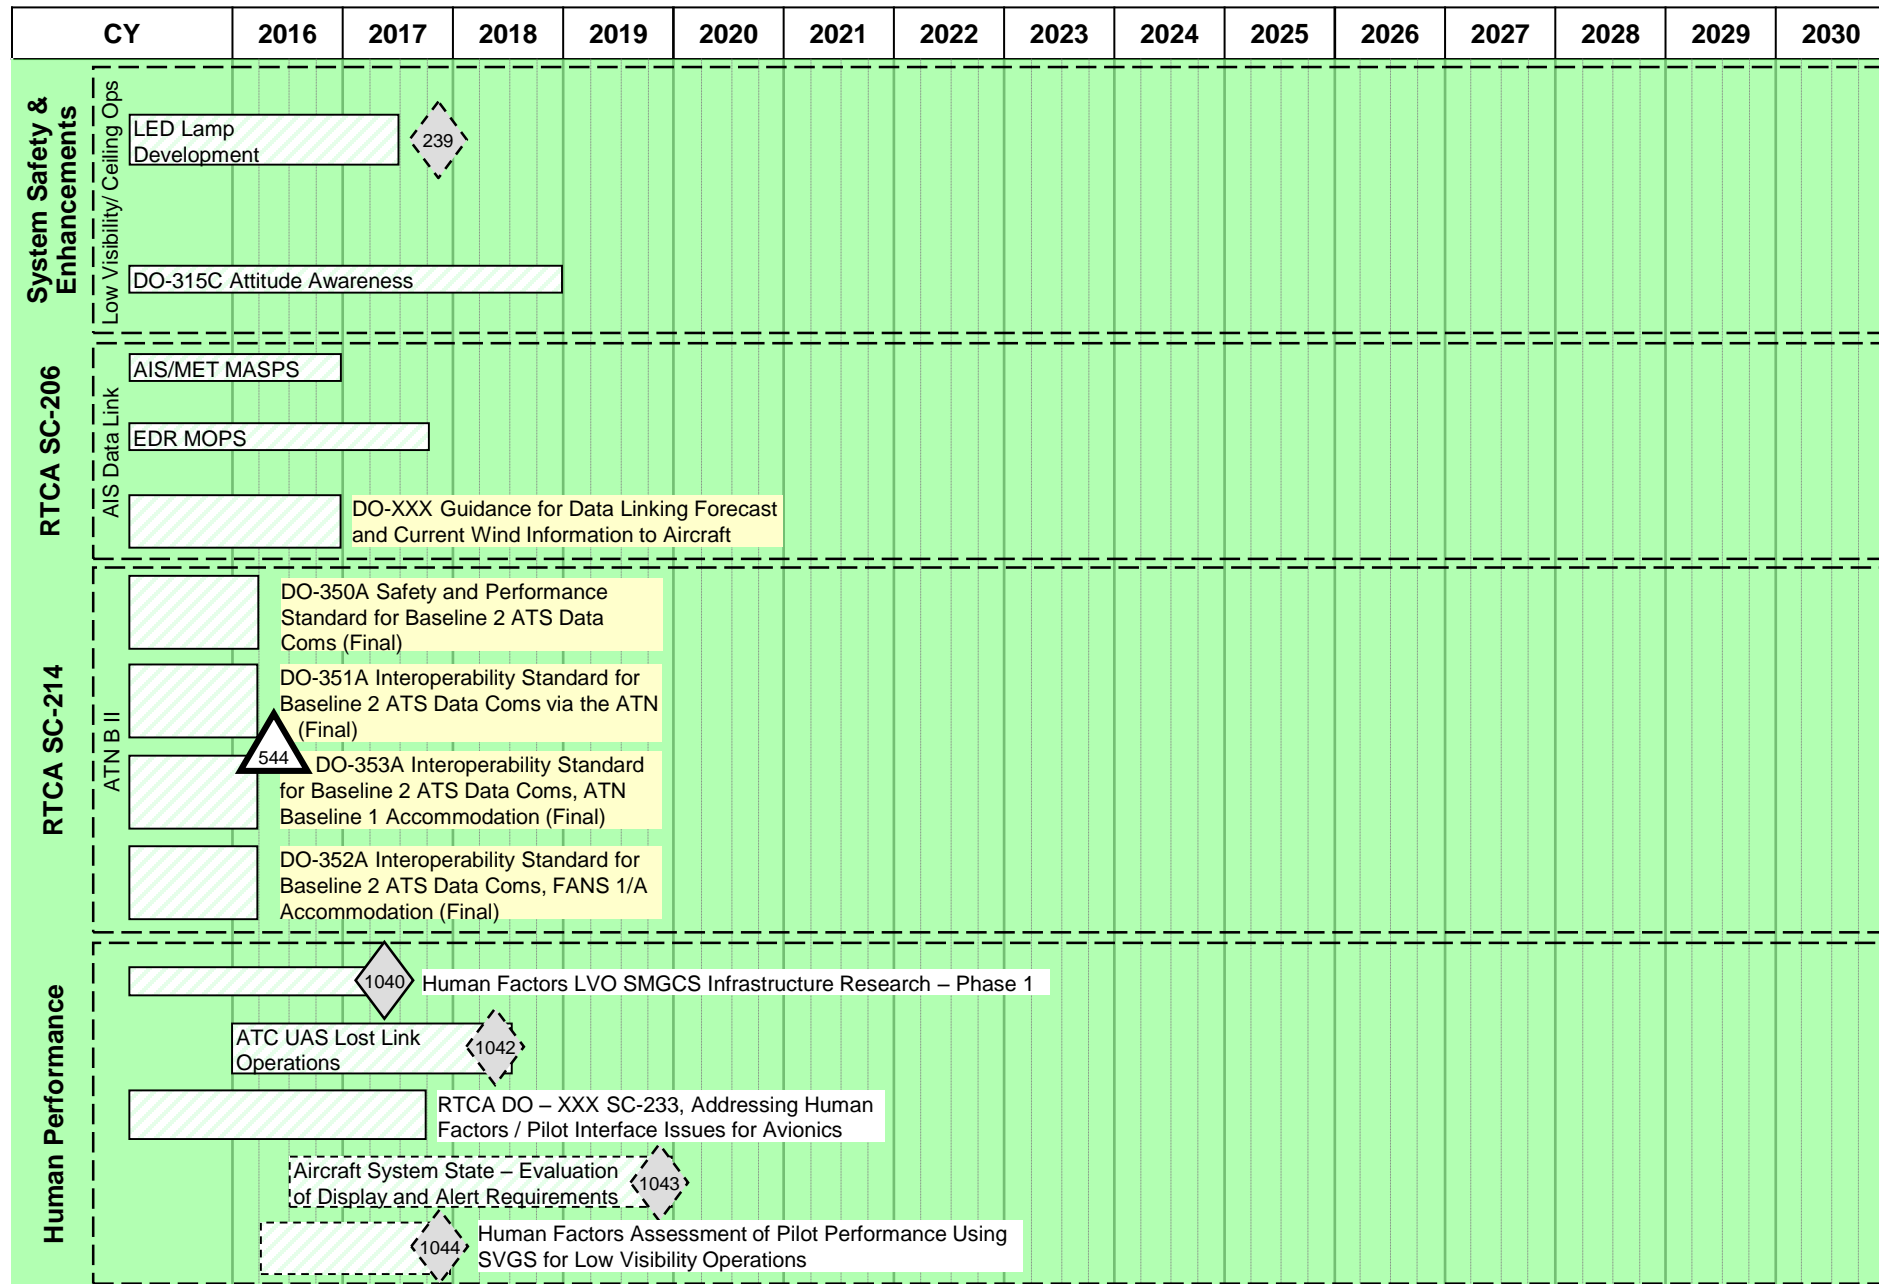 CY 2016 2017 2018 2019 2020 2021 2022 2023 2024 2025 2026 2027 2028 2029 2030
System Safety &
Enhancements
Low Visibility/ Ceiling Ops
LED Lamp
Development
239
DO-315C Attitude Awareness
RTCA SC-206
AIS Data Link
AIS/MET MASPS
EDR MOPS
DO-XXX Guidance for Data Linking Forecast
and Current Wind Information to Aircraft
RTCA SC-214
ATN B II
DO-350A Safety and Performance
Standard for Baseline 2 ATS Data
Coms (Final)
DO-351A Interoperability Standard for
Baseline 2 ATS Data Coms via the ATN
(Final)
544
DO-353A Interoperability Standard
for Baseline 2 ATS Data Coms, ATN
Baseline 1 Accommodation (Final)
DO-352A Interoperability Standard for
Baseline 2 ATS Data Coms, FANS 1/A
Accommodation (Final)
Human Performance
1040
Human Factors LVO SMGCS Infrastructure Research – Phase 1
ATC UAS Lost Link
Operations
1042
RTCA DO – XXX SC-233, Addressing Human
Factors / Pilot Interface Issues for Avionics
Aircraft System State – Evaluation
of Display and Alert Requirements
1043
1044
Human Factors Assessment of Pilot Performance Using
SVGS for Low Visibility Operations